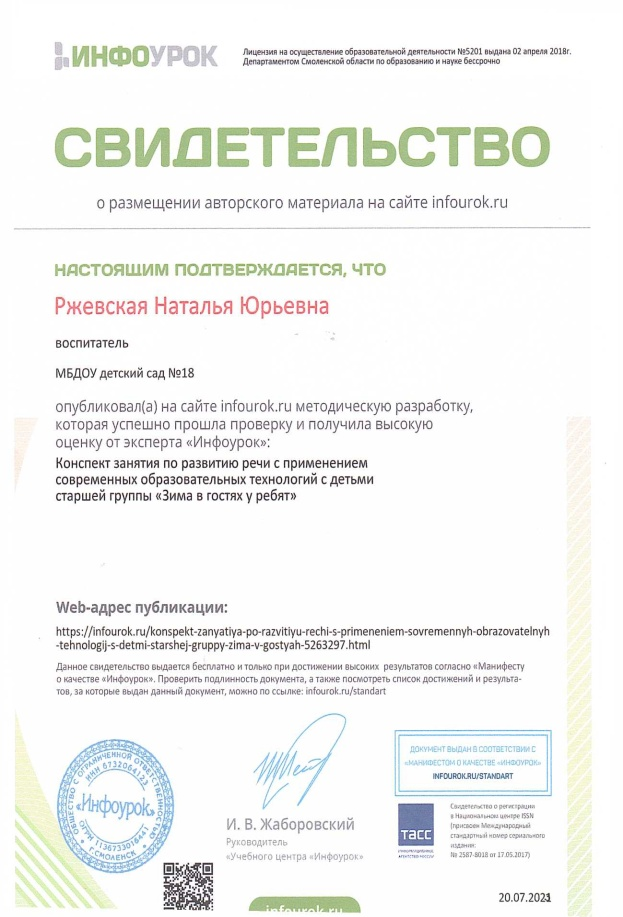 ИНФОУРОК
Лицензия на осуществление образовательной деятельности №5201 выдана 02 апреля 2018г.
Департаментом Смоленской области по образованию и науке бессрочно
СВИДЕТЕЛЬСТВО
о размещении авторского материала на сайте infourok.ru
НАСТОЯЩИМ ПОДТВЕРЖДАЕТСЯ, ЧТО
Ржевская Наталья Юрьевна
воспитатель
МБДОУ детский сад №18
опубликовал(а) на сайте infourok.ru методическую разработку,
которая успешно прошла проверку и получила высокую
оценку от эксперта «Инфоурок»:
Конспект занятия по развитию речи с применением
современных образовательных технологий с детьми
старшей группы «Зима в гостях у ребят»
Web-адрес публикации:
https://infourok.ru/konspekt-zanyatiya-po-razvitiyu-rechi-s-primeneniem-sovremennyh-obrazovatelnyh
-tehnologij-s-detmi-starshej-gruppy-zima-v-gostyah-5263297.html
Данное свидетельство выдается бесплатно и только при достижении высоких результатов согласно «Манифесту
о качестве «Инфоурок». Проверить подлинность документа, а также посмотреть список достижений и результа-
тов, за которые выдан данный документ, можно по ссылке: infourok.ru/standart
ОБЩЕСТВО С ОГРАНИЧЕННОЙ ОТВЕТСТВЕННОСТЬЮ
ИНН
«Инфоурок»
ОГРН
Г.СМОЛЕНСК
И. В. Жаборовский
Руководитель
«Учебного центра «Инфоурок»
ДОКУМЕНТ ВЫДАН В СООТВЕТСТВИИ С
«МАНИФЕСТОМ О КАЧЕСТВЕ «ИНФОУРОК»
INFOUROK.RU/STANDART
ТАСС
Свидетельство о регистрации
в Национальном центре ISSN
(присвоен Международный
стандартный номер сериального
издания:
№ 2587-8018 от 17.05.2017)
20.07.2021
infourok.ru